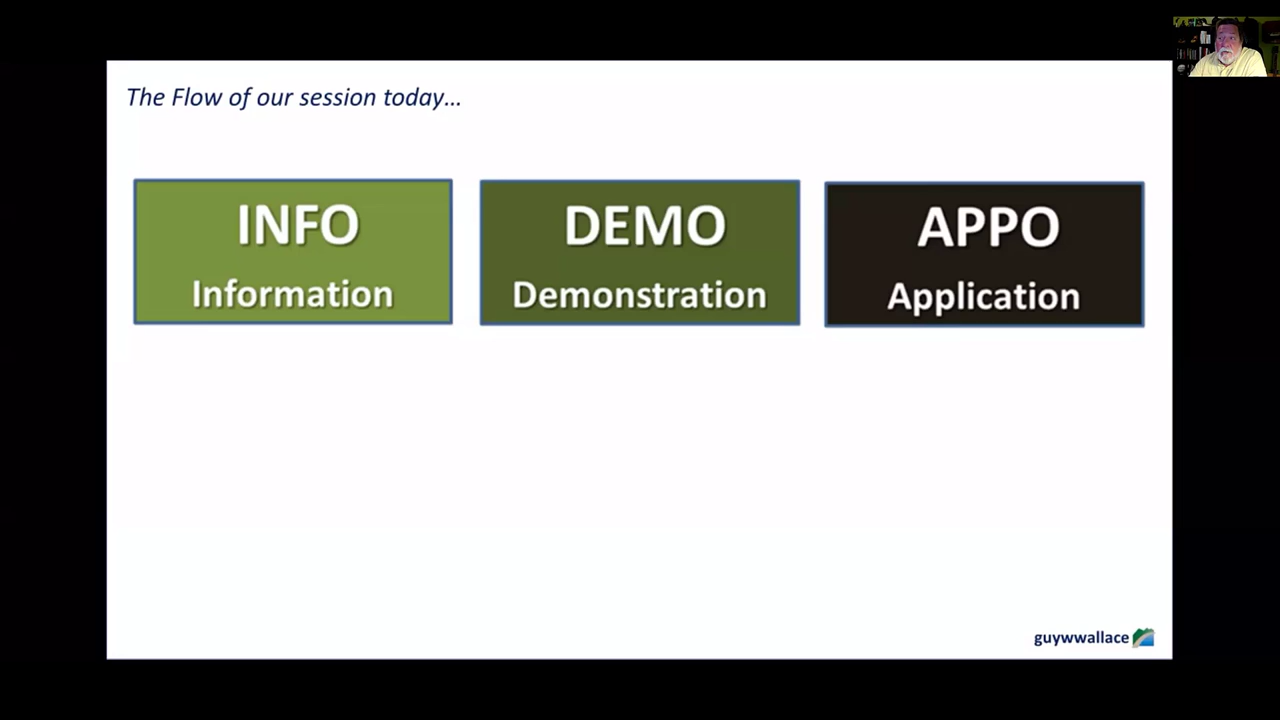 The Flow of our session today...
INFO
Information
DEMO
Demonstration
APPO
Application
guywwallace